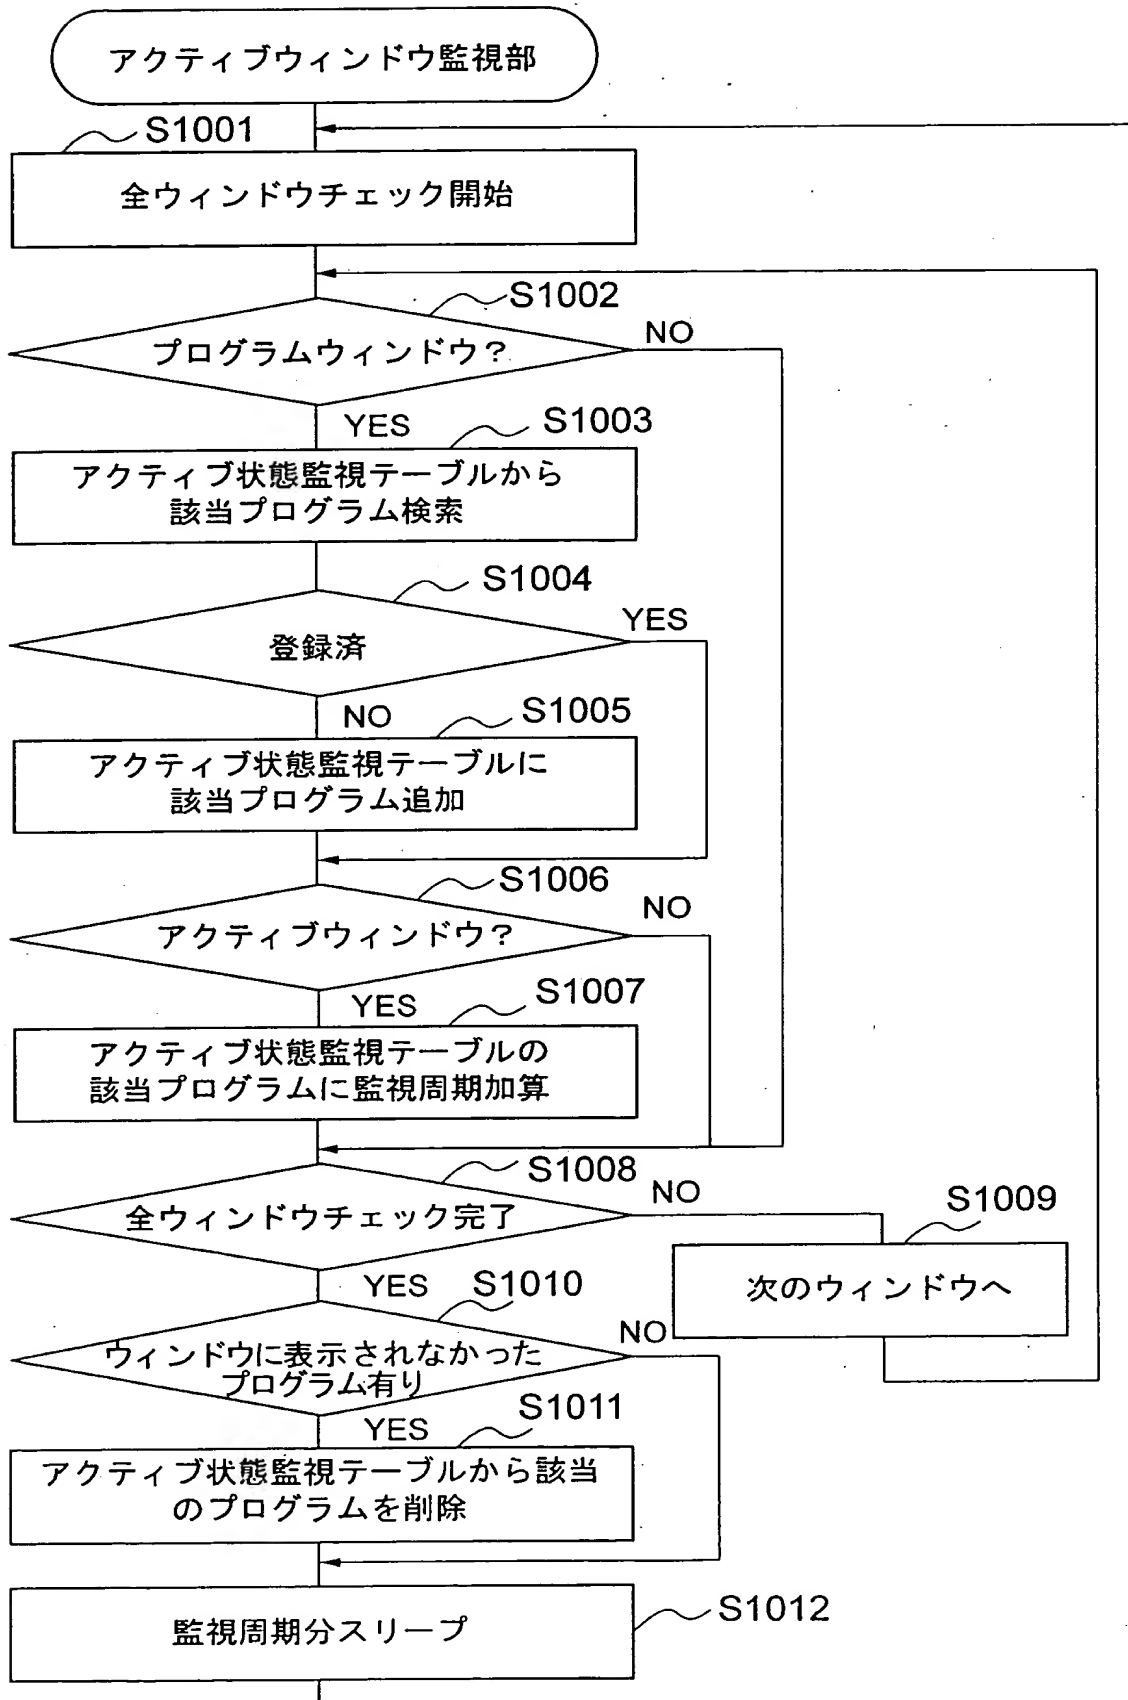 アクティブウィンドウ監視部
S1001
全ウィンドウチェック開始
S1002
プログラムウィンドウ?
NO
YES
S1003
アクティブ状態監視テーブルから
該当プログラム検索
S1004
登録済
YES
NO
S1005
アクティブ状態監視テーブルに
該当プログラム追加
S1006
アクティブウィンドウ?
NO
YES
S1007
アクティブ状態監視テーブルの
該当プログラムに監視周期加算
S1008
全ウィンドウチェック完了
NO
S1009
次のウィンドウへ
YES
S1010
ウィンドウに表示されなかった
プログラム有り
NO
YES
S1011
アクティブ状態監視テーブルから該当
のプログラムを削除
監視周期分スリープ
S1012